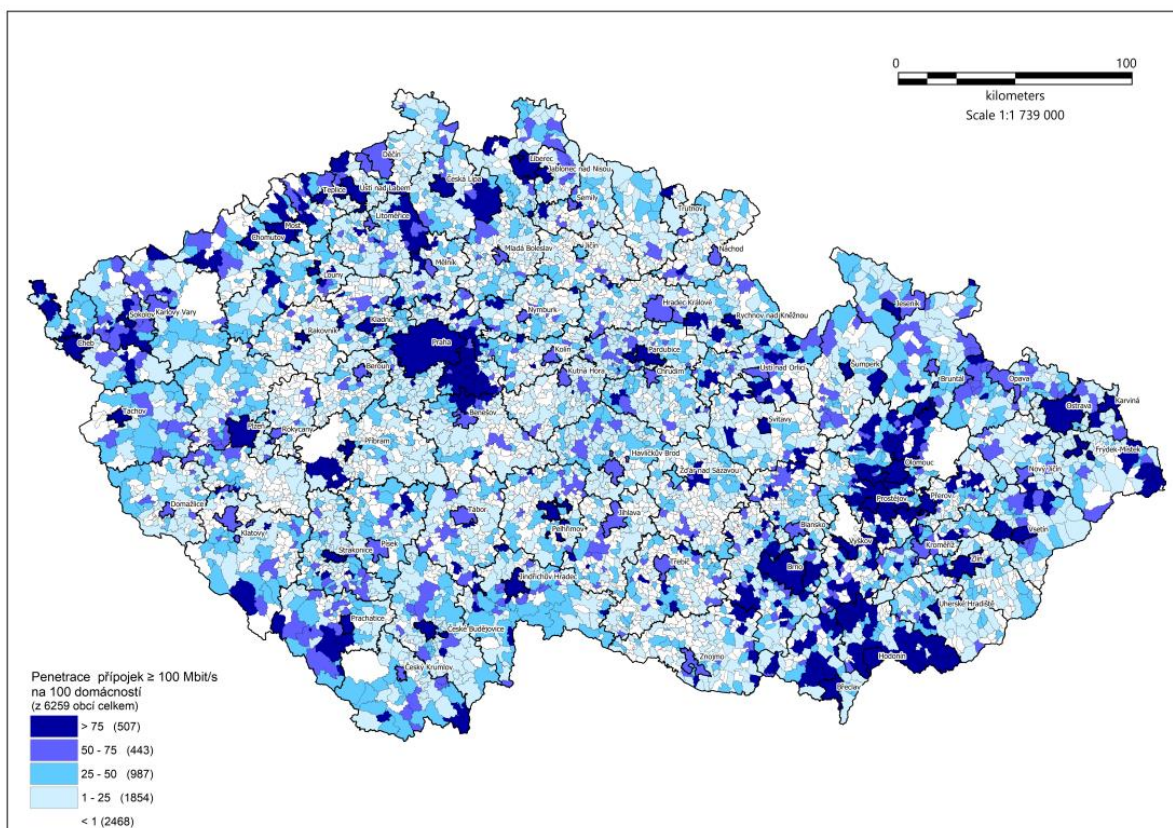 0 100
kilometers
Scale 1:1 739 000
Děčín
Liberec
Jablonec nad Nisou
Teplice
Ústí nad Labem
Česká Lípa
Semily
Trutnov
Most
Litoměřice
Chomutov
Mladá Boleslav
Jičín
Náchod
Mělník
Louny
Sokolov
Karlovy Vary
Hradec Králové
Jeseník
Rychnov nad Kněžnou
Nymburk
Kladno
Rakovník
Cheb
Praha
Kolín
Pardubice
Beroun
Kutná Hora
Chrudim
Ústí nad Orlicí
Šumperk
Bruntál
Opava
Karviná
Ostrava
Tachov
Benešov
Plzeň
Rokycany
Svitavy
Příbram
Frýdek-Místek
Havlíčkův Brod
Olomouc
Nový Jičín
Žďár nad Sázavou
Prostějov
Přerov
Domažlice
Tábor
Jihlava
Pelhřimov
Blansko
Vsetín
Klatovy
Vyškov
Kroměříž
Písek
Strakonice
Třebíč
Brno
Zlín
Jindřichův Hradec
Uherské Hradiště
Prachatice
České Budějovice
Znojmo
Hodonín
Český Krumlov
Břeclav
Penetrace přípojek ≥ 100 Mbit/s
na 100 domácností
(z 6259 obcí celkem)
> 75 (507)
50 - 75 (443)
25 - 50 (987)
1 - 25 (1854)
< 1 (2468)